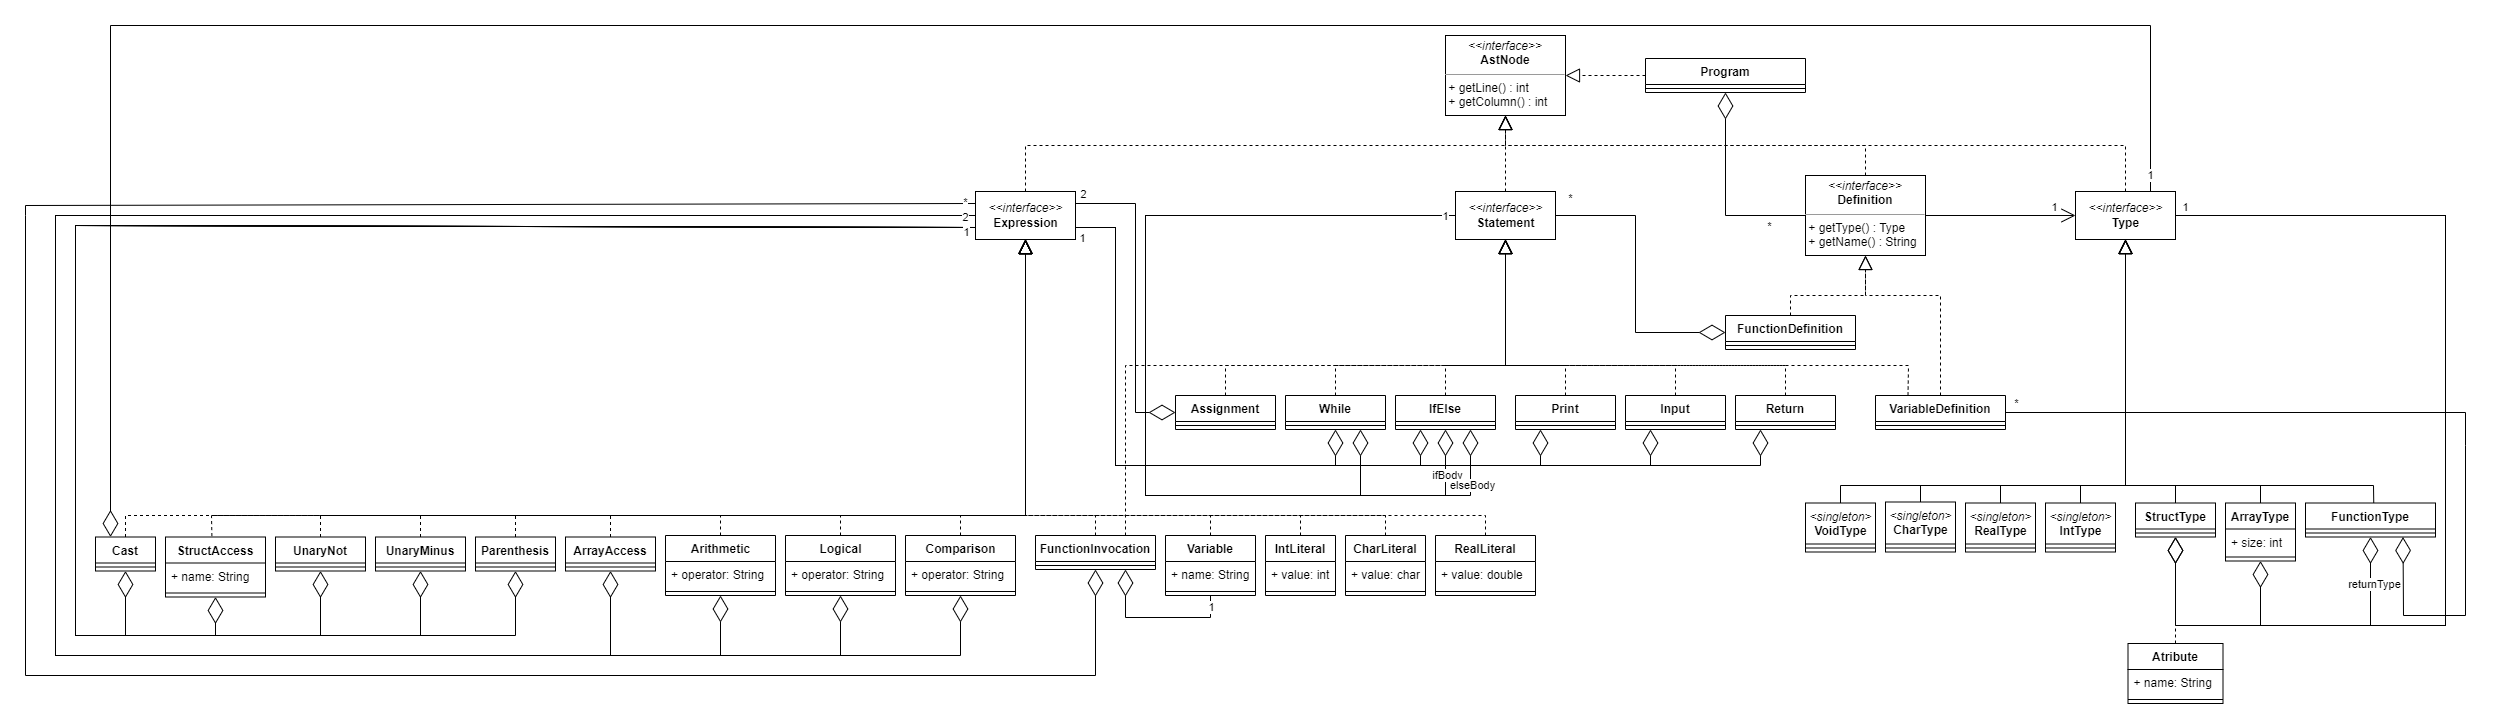 <<interface>>
AstNode
+ getLine() : int
+ getColumn() : int
Program
1
*
2
1
<<interface>>
Expression
2
1
1
<<interface>>
Statement
*
*
<<interface>>
Definition
+ getType() : Type
+ getName() : String
1
<<interface>>
Type
1
FunctionDefinition
Assignment
While
IfElse
Print
Input
Return
VariableDefinition
*
ifBody
elseBody
<singleton>
VoidType
<singleton>
CharType
<singleton>
RealType
<singleton>
IntType
StructType
ArrayType
+ size: int
FunctionType
returnType
Cast
StructAccess
+ name: String
UnaryNot
UnaryMinus
Parenthesis
ArrayAccess
Arithmetic
+ operator: String
Logical
+ operator: String
Comparison
+ operator: String
FunctionInvocation
Variable
+ name: String
1
IntLiteral
+ value: int
CharLiteral
+ value: char
RealLiteral
+ value: double
Atribute
+ name: String